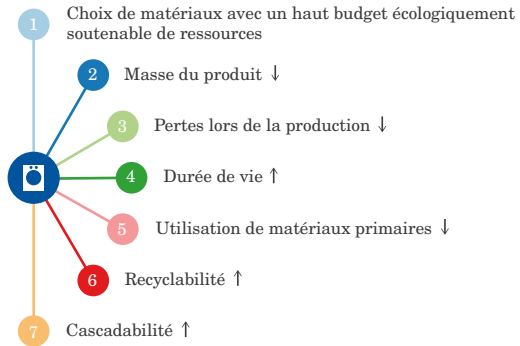 1 Choix de matériaux avec un haut budget écologiquement
soutenable de ressources
2 Masse du produit ↓
3 Pertes lors de la production ↓
4 Durée de vie ↑
5 Utilisation de matériaux primaires ↓
6 Recyclabilité ↑
7 Cascadabilité ↑